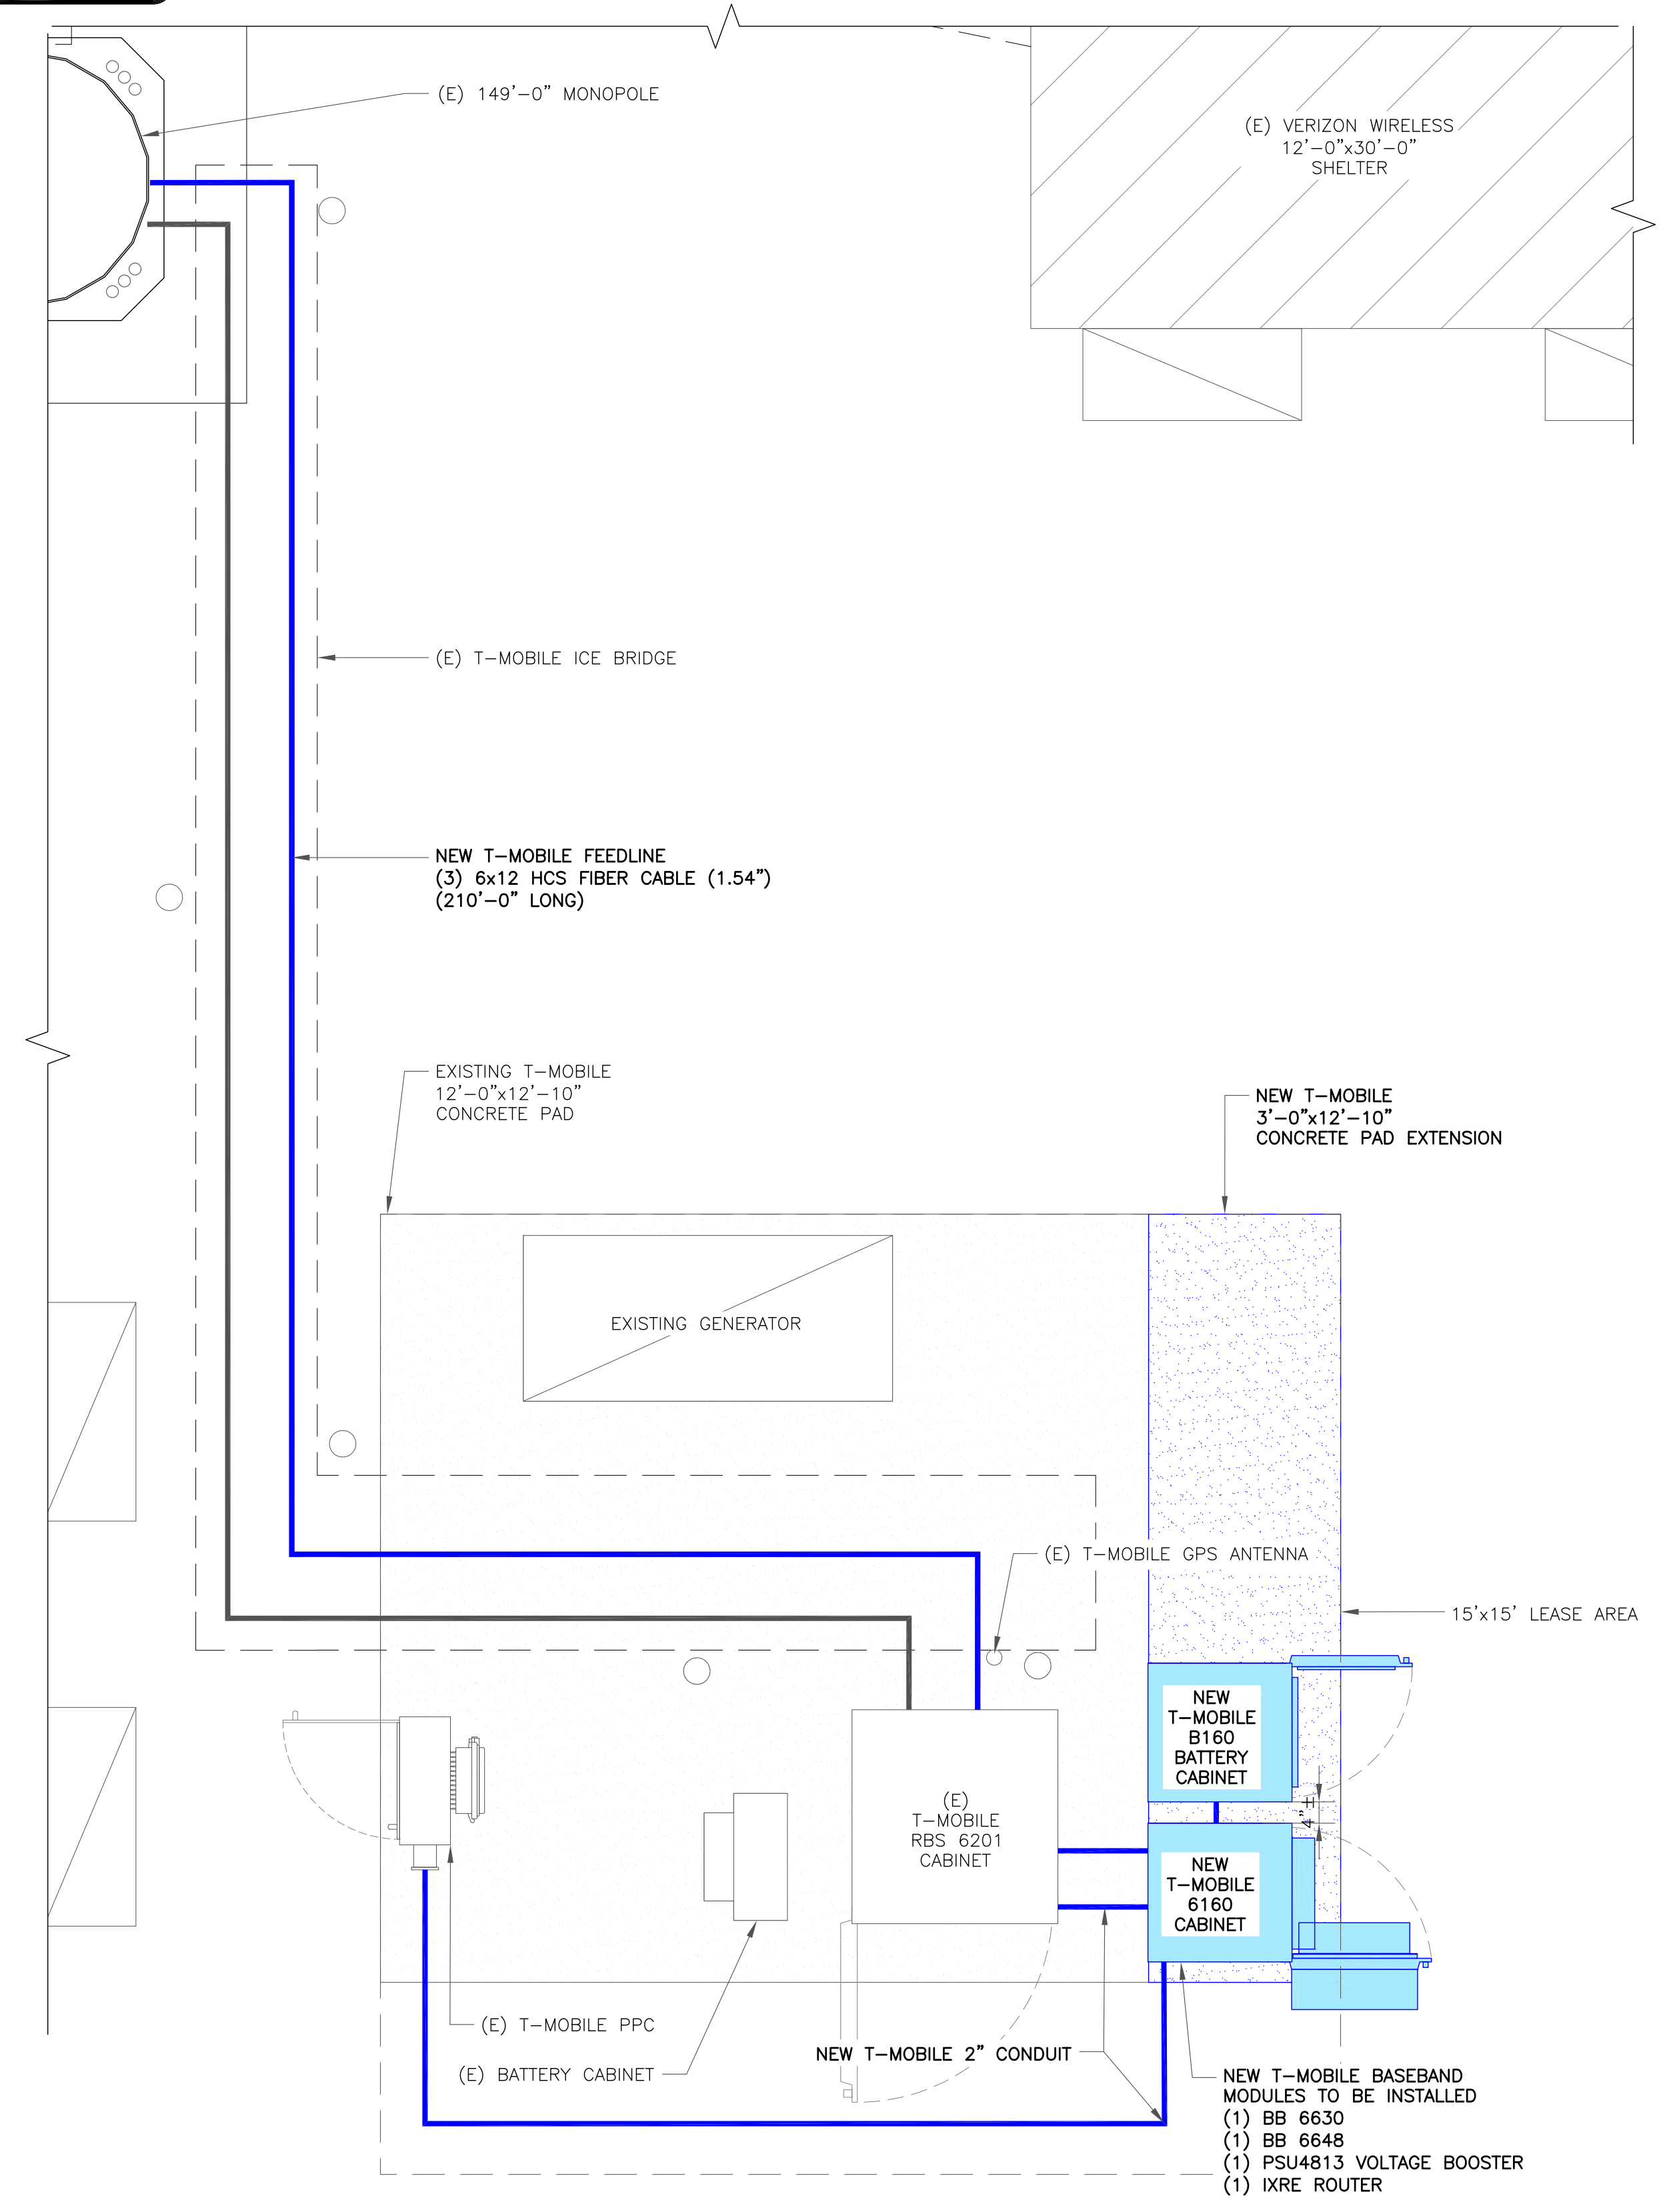 (E) 149'-0" MONOPOLE
(E) VERIZON WIRELESS
12'-0"x30'-0"
SHELTER
(E) T-MOBILE ICE BRIDGE
NEW T-MOBILE FEEDLINE
(3) 6x12 HCS FIBER CABLE (1.54")
(210'-0" LONG)
EXISTING T-MOBILE
12'-0"x12'-10"
CONCRETE PAD
NEW T-MOBILE
3'-0"x12'-10"
CONCRETE PAD EXTENSION
EXISTING GENERATOR
(E) T-MOBILE GPS ANTENNA
15'x15' LEASE AREA
NEW
T-MOBILE
B160
BATTERY
CABINET
4"±
(E)
T-MOBILE
RBS 6201
CABINET
NEW
T-MOBILE
6160
CABINET
(E) T-MOBILE PPC
(E) BATTERY CABINET
NEW T-MOBILE 2" CONDUIT
NEW T-MOBILE BASEBAND
MODULES TO BE INSTALLED
(1) BB 6630
(1) BB 6648
(1) PSU4813 VOLTAGE BOOSTER
(1) IXRE ROUTER